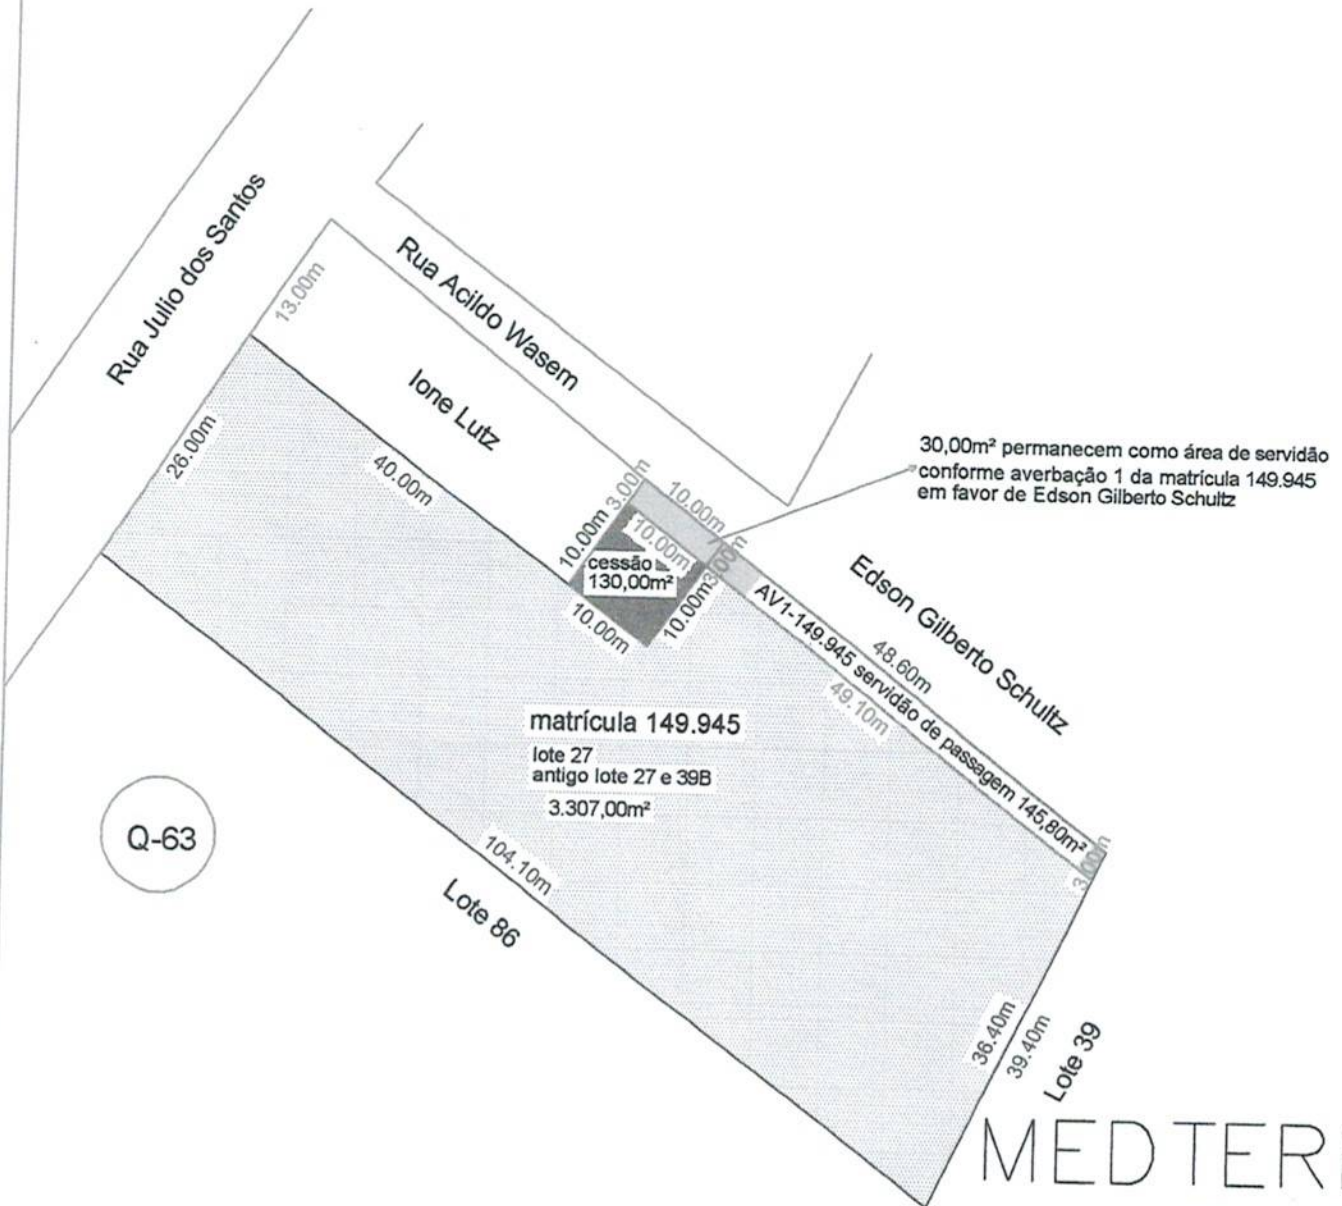 Rua Julio dos Santos
13.00m
Rua Acildo Wasem
Ione Lutz
26.00m
40.00m
30,00m² permanecem como área de servidão
conforme averbação 1 da matrícula 149.945
em favor de Edson Gilberto Schultz
3.00m
10.00m
10.00m
10.00m
3.00m
cessão
130,00m²
10.00m
10.00m
Edson Gilberto Schultz
48.60m
AV1-149.945 servidão de passagem 145,80m²
49.10m
3.00m
matrícula 149.945
lote 27
antigo lote 27 e 39B
3.307,00m²
Q-63
104.10m
Lote 86
36.40m
39.40m
Lote 39
MEDTER